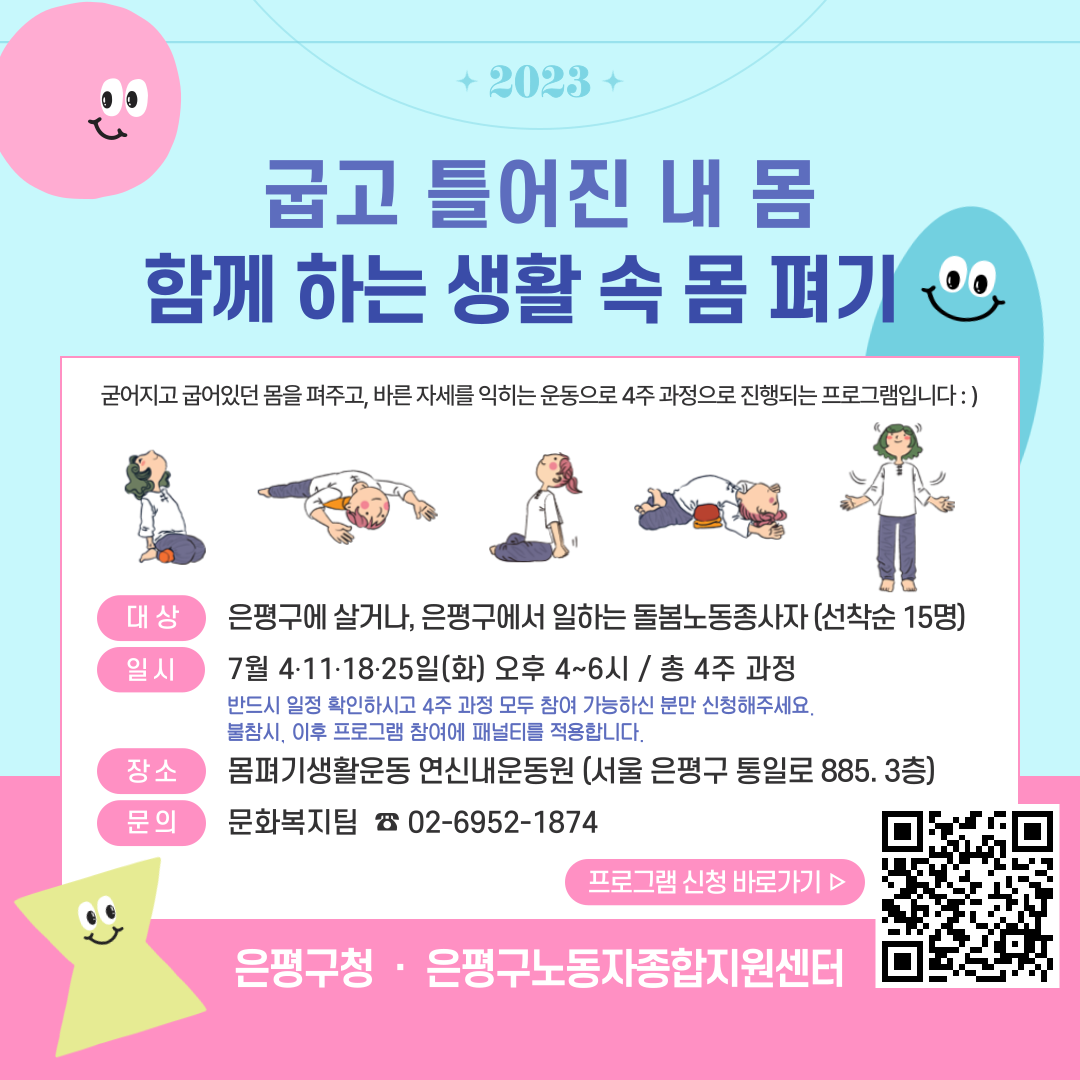 2023
굽고 틀어진 내 몸
함께 하는 생활 속 몸 펴기
굳어지고 굽어있던 몸을 펴주고, 바른 자세를 익히는 운동으로 4주 과정으로 진행되는 프로그램입니다 : )
대상 은평구에 살거나, 은평구에서 일하는 돌봄노동종사자 (선착순 15명)
일시 7월 4·11·18·25일(화) 오후 4~6시 / 총 4주 과정
반드시 일정 확인하시고 4주 과정 모두 참여 가능하신 분만 신청해주세요.
불참시, 이후 프로그램 참여에 패널티를 적용합니다.
장소 몸펴기생활운동 연신내운동원 (서울 은평구 통일로 885. 3층)
문의 문화복지팀 ☎ 02-6952-1874
프로그램 신청 바로가기 ▷
은평구청 · 은평구노동자종합지원센터